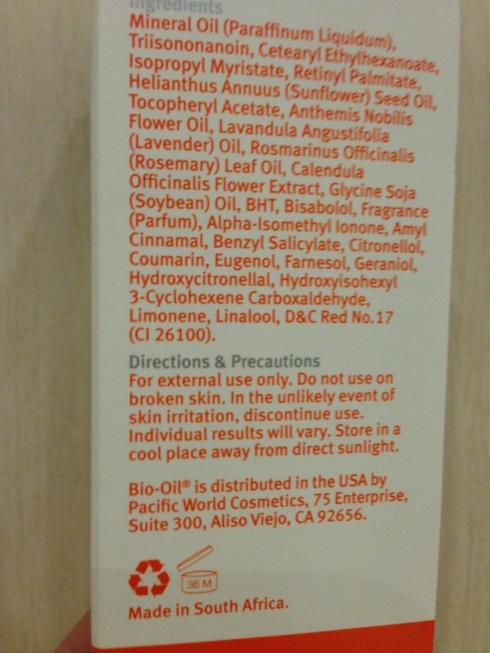 Ingredients
Mineral Oil (Paraffinum Liquidum),
Triisononanoin, Cetearyl Ethylhexanoate,
Isopropyl Myristate, Retinyl Palmitate,
Helianthus Annuus (Sunflower) Seed Oil,
Tocopheryl Acetate, Anthemis Nobilis
Flower Oil, Lavandula Angustifolia
(Lavender) Oil, Rosmarinus Officinalis
(Rosemary) Leaf Oil, Calendula
Officinalis Flower Extract, Glycine Soja
(Soybean) Oil, BHT, Bisabolol, Fragrance
(Parfum), Alpha-Isomethyl Ionone, Amyl
Cinnamal, Benzyl Salicylate, Citronellol,
Coumarin, Eugenol, Farnesol, Geraniol,
Hydroxycitronellal, Hydroxyisohexyl
3-Cyclohexene Carboxaldehyde,
Limonene, Linalool, D&C Red No.17
(CI 26100).
Directions & Precautions
For external use only. Do not use on
broken skin. In the unlikely event of
skin irritation, discontinue use.
Individual results will vary. Store in a
cool place away from direct sunlight.
Bio-Oil® is distributed in the USA by
Pacific World Cosmetics, 75 Enterprise,
Suite 300, Aliso Viejo, CA 92656.
36 M
Made in South Africa.